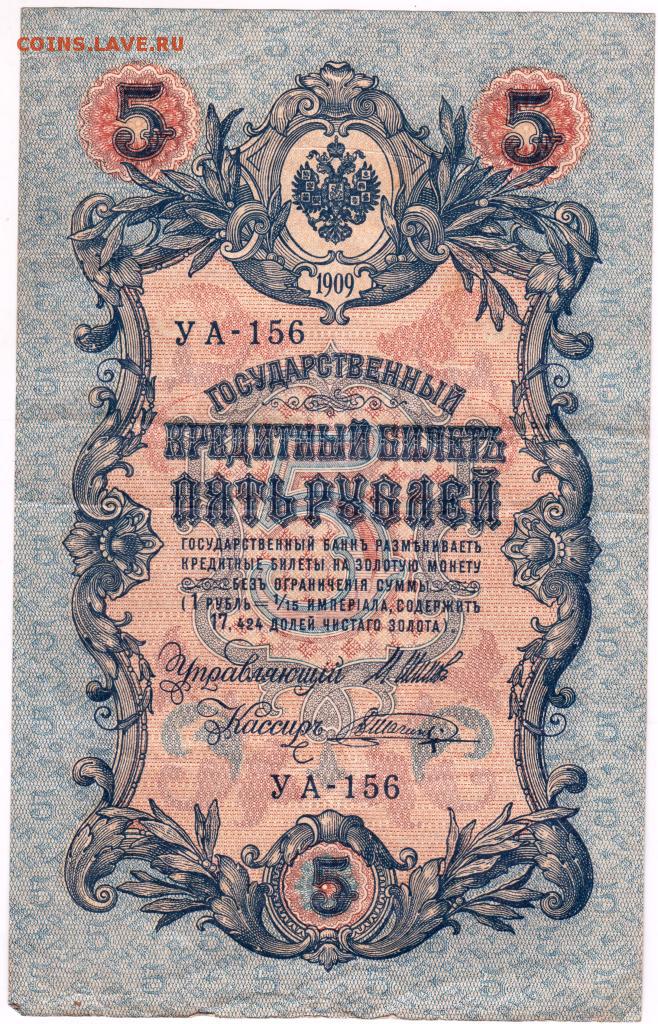 COINS.LAVE.RU
5 5
1909
УА-156
ГОСУДАРСТВЕННЫЙ
КРЕДИТНЫЙ БИЛЕТЪ
ПЯТЬ РУБЛЕЙ
ГОСУДАРСТВЕННЫЙ БАНКЪ РАЗМѢНИВАЕТЪ
КРЕДИТНЫЕ БИЛЕТЫ НА ЗОЛОТУЮ МОНЕТУ
БЕЗЪ ОГРАНИЧЕНІЯ СУММЫ
(1 РУБЛЬ = 1/15 ИМПЕРІАЛА, СОДЕРЖИТЪ
17,424 ДОЛЕЙ ЧИСТАГО ЗОЛОТА).
Управляющій
Кассиръ
УА-156
5